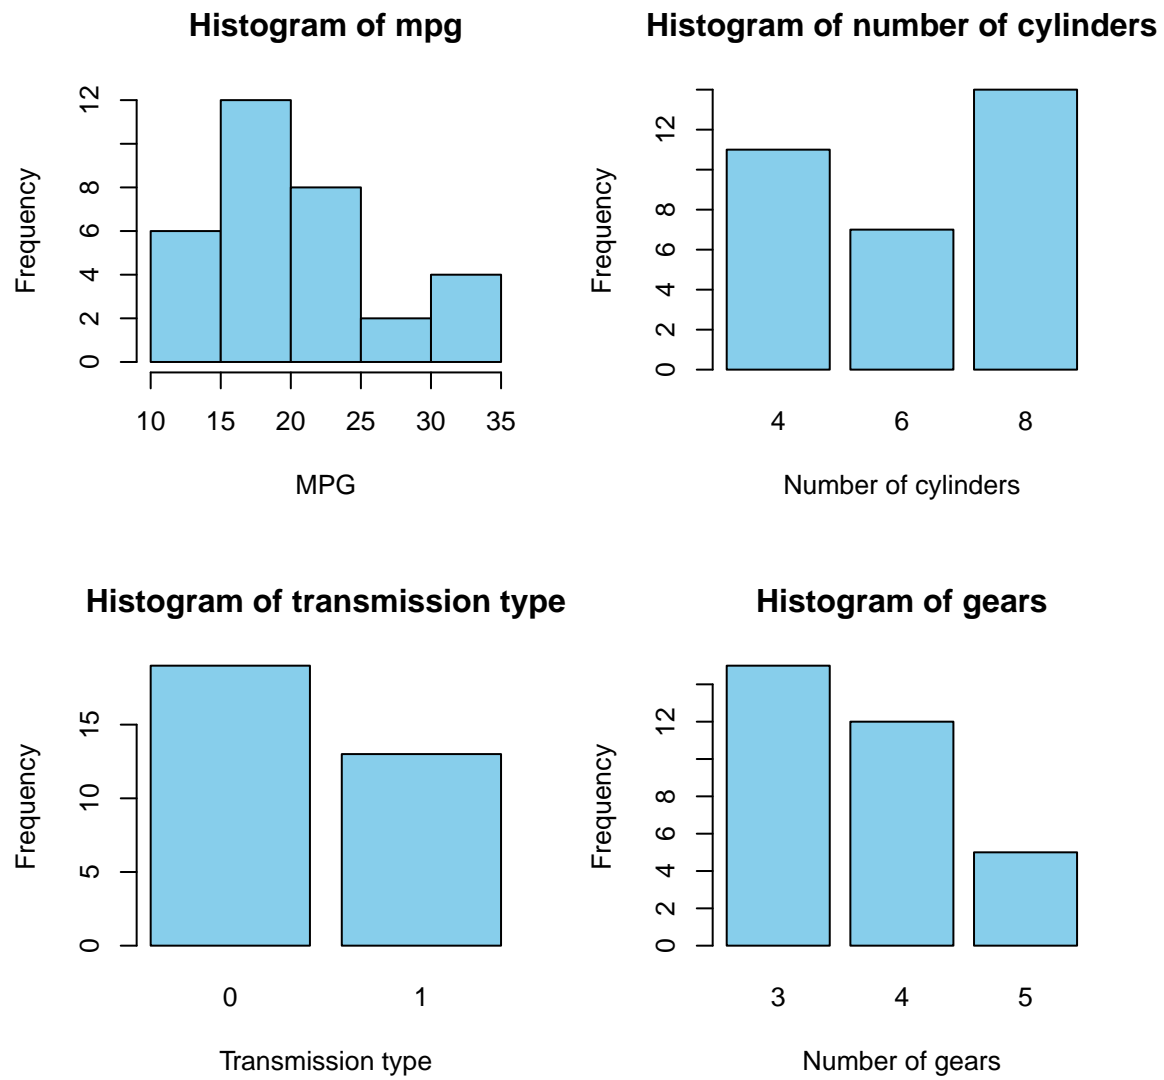 Histogram of mpg
Frequency
12
8
6
4
2
0
10 15 20 25 30 35
MPG
Histogram of number of cylinders
Frequency
12
8
6
4
2
0
4 6 8
Number of cylinders
Histogram of transmission type
Frequency
15
10
5
0
0 1
Transmission type
Histogram of gears
Frequency
12
8
6
4
2
0
3 4 5
Number of gears